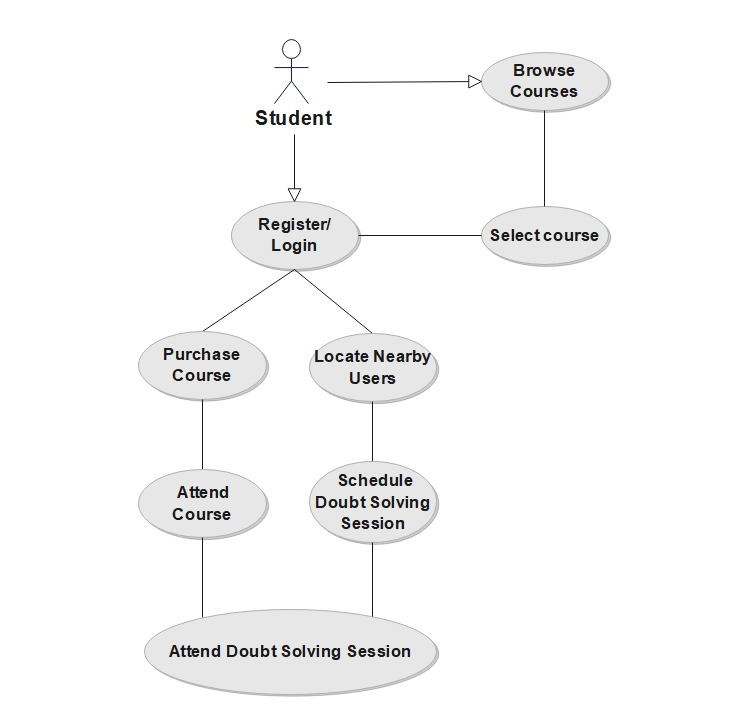 Browse
Courses
Student
Register/
Login
Select course
Purchase
Course
Locate Nearby
Users
Attend
Course
Schedule
Doubt Solving
Session
Attend Doubt Solving Session